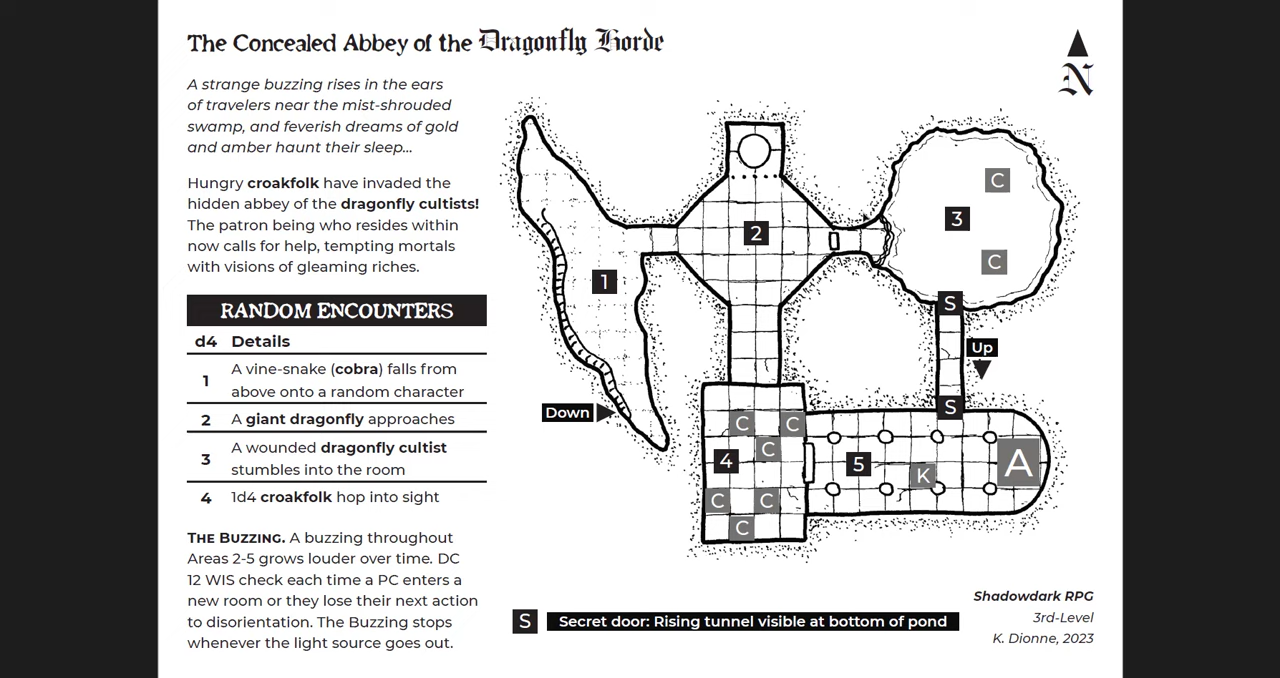 The Concealed Abbey of the Dragonfly Horde
A strange buzzing rises in the ears
of travelers near the mist-shrouded
swamp, and feverish dreams of gold
and amber haunt their sleep...
Hungry croakfolk have invaded the
hidden abbey of the dragonfly cultists!
The patron being who resides within
now calls for help, tempting mortals
with visions of gleaming riches.
RANDOM ENCOUNTERS
d4 Details
1 A vine-snake (cobra) falls from
above onto a random character
2 A giant dragonfly approaches
3 A wounded dragonfly cultist
stumbles into the room
4 1d4 croakfolk hop into sight
THE BUZZING. A buzzing throughout
Areas 2-5 grows louder over time. DC
12 WIS check each time a PC enters a
new room or they lose their next action
to disorientation. The Buzzing stops
whenever the light source goes out.
N
C
3
2
C
1
S
Up
S
Down
C
C
C
4
5
K
A
C
C
C
S Secret door: Rising tunnel visible at bottom of pond
Shadowdark RPG
3rd-Level
K. Dionne, 2023